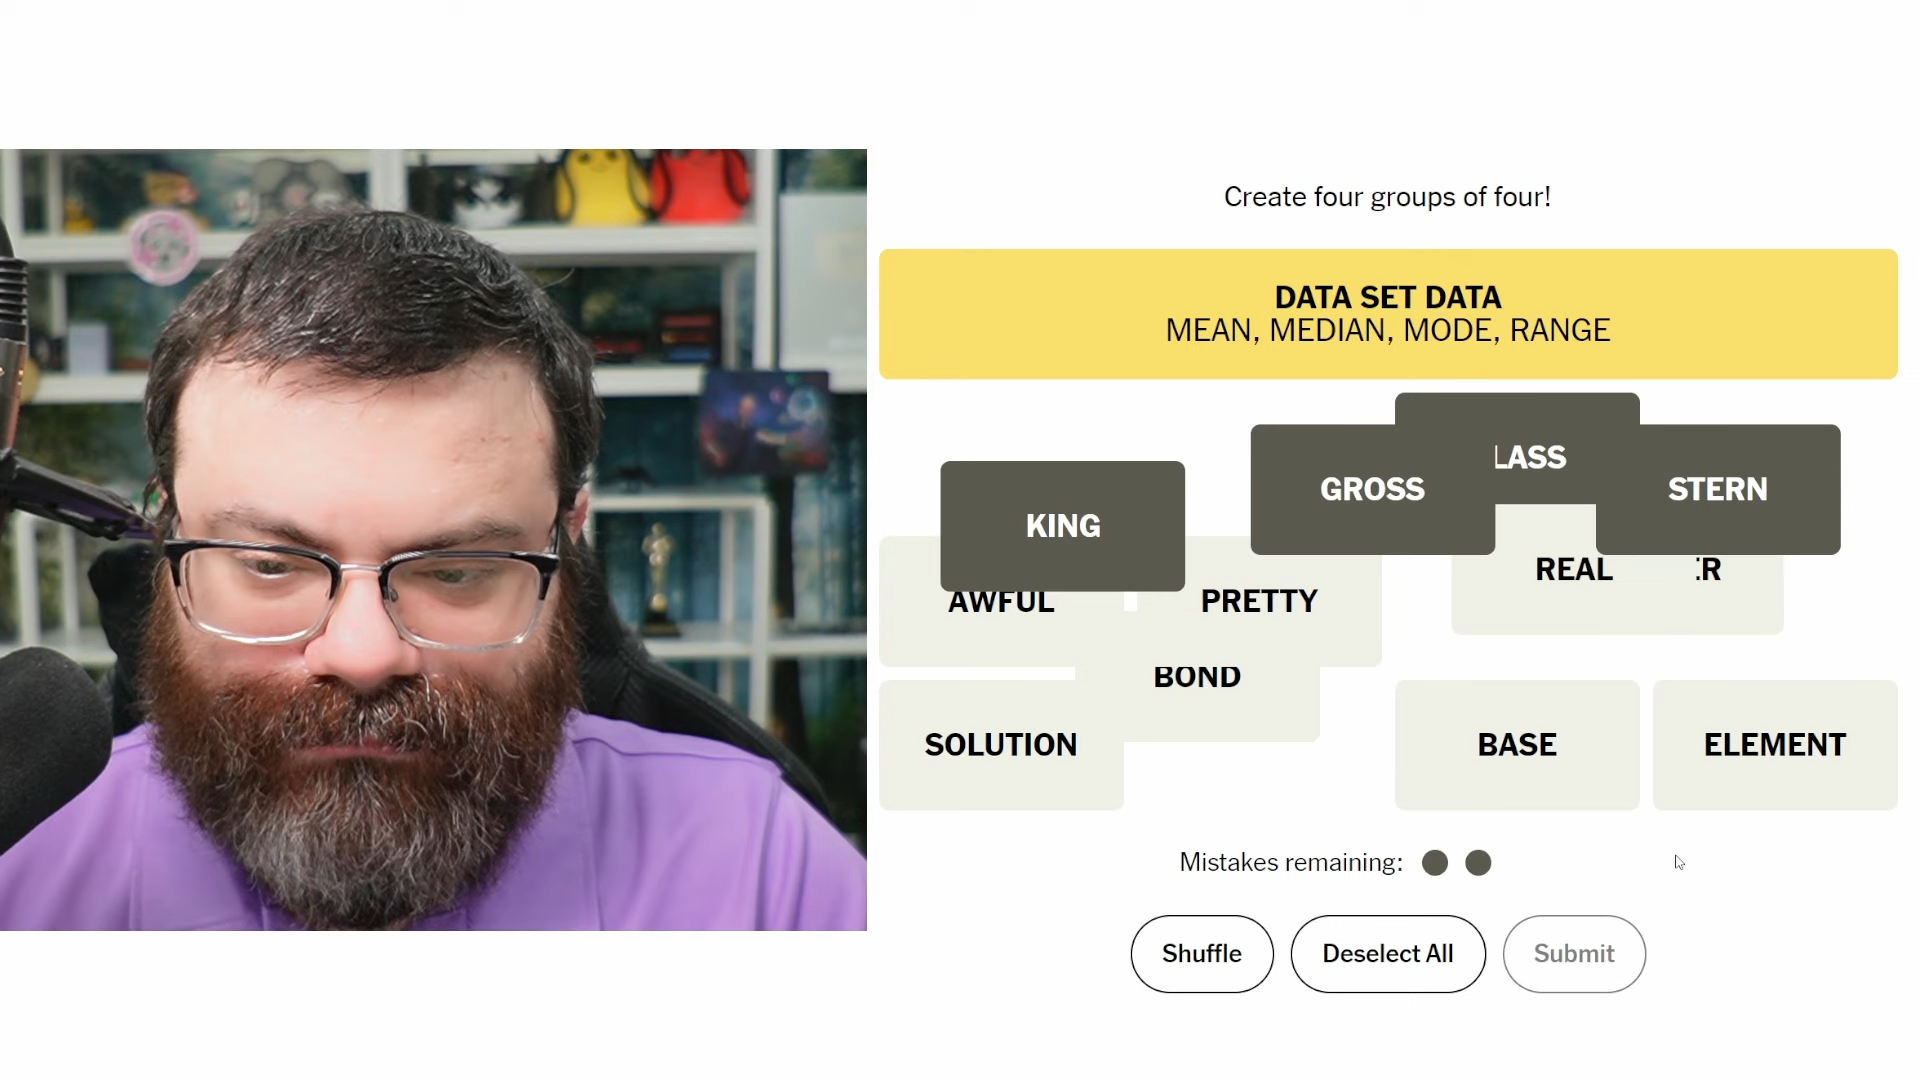 Create four groups of four!
DATA SET DATA
MEAN, MEDIAN, MODE, RANGE
LASS
GROSS
STERN
KING
REAL
AWFUL
PRETTY
BOND
SOLUTION
BASE
ELEMENT
Mistakes remaining:
Shuffle
Deselect All
Submit